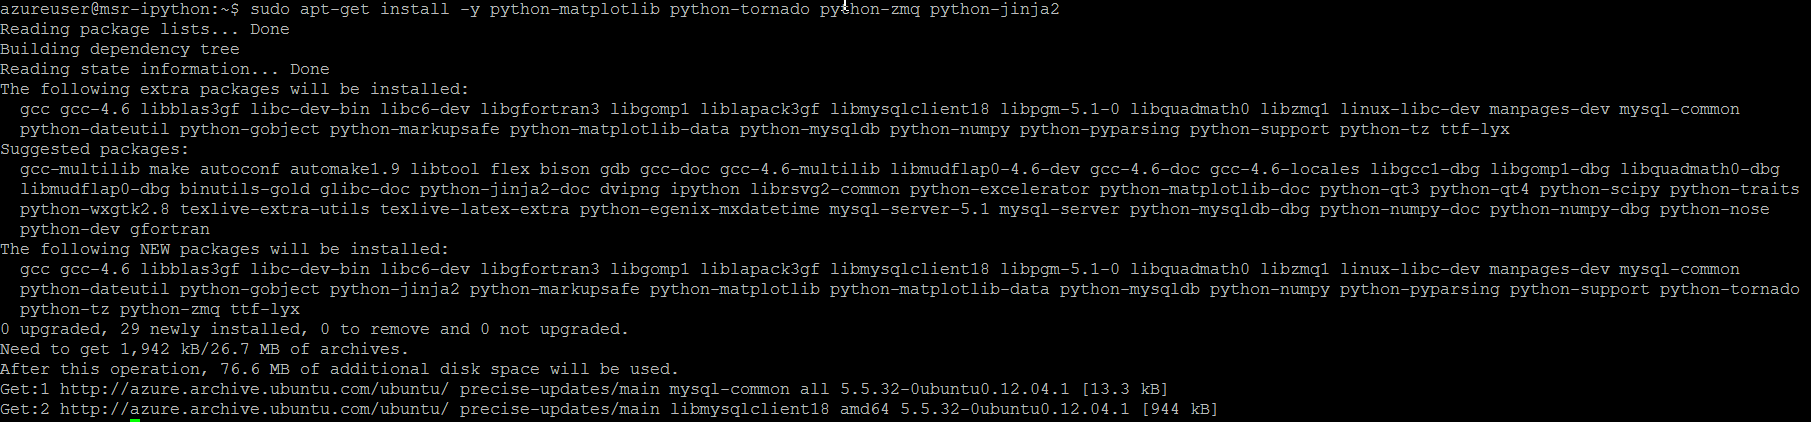 azureuser@msr-ipython:~$ sudo apt-get install -y python-matplotlib python-tornado python-zmq python-jinja2
Reading package lists... Done
Building dependency tree
Reading state information... Done
The following extra packages will be installed:
  gcc gcc-4.6 libblas3gf libc-dev-bin libc6-dev libgfortran3 libgomp1 liblapack3gf libmysqlclient18 libpgm-5.1-0 libquadmath0 libzmq1 linux-libc-dev manpages-dev mysql-common
  python-dateutil python-gobject python-markupsafe python-matplotlib-data python-mysqldb python-numpy python-pyparsing python-support python-tz ttf-lyx
Suggested packages:
  gcc-multilib make autoconf automake1.9 libtool flex bison gdb gcc-doc gcc-4.6-multilib libmudflap0-4.6-dev gcc-4.6-doc gcc-4.6-locales libgcc1-dbg libgomp1-dbg libquadmath0-dbg
  libmudflap0-dbg binutils-gold glibc-doc python-jinja2-doc dvipng ipython librsvg2-common python-excelerator python-matplotlib-doc python-qt3 python-qt4 python-scipy python-traits
  python-wxgtk2.8 texlive-extra-utils texlive-latex-extra python-egenix-mxdatetime mysql-server-5.1 mysql-server python-mysqldb-dbg python-numpy-doc python-numpy-dbg python-nose
  python-dev gfortran
The following NEW packages will be installed:
  gcc gcc-4.6 libblas3gf libc-dev-bin libc6-dev libgfortran3 libgomp1 liblapack3gf libmysqlclient18 libpgm-5.1-0 libquadmath0 libzmq1 linux-libc-dev manpages-dev mysql-common
  python-dateutil python-gobject python-jinja2 python-markupsafe python-matplotlib python-matplotlib-data python-mysqldb python-numpy python-pyparsing python-support python-tornado
  python-tz python-zmq ttf-lyx
0 upgraded, 29 newly installed, 0 to remove and 0 not upgraded.
Need to get 1,942 kB/26.7 MB of archives.
After this operation, 76.6 MB of additional disk space will be used.
Get:1 http://azure.archive.ubuntu.com/ubuntu/ precise-updates/main mysql-common all 5.5.32-0ubuntu0.12.04.1 [13.3 kB]
Get:2 http://azure.archive.ubuntu.com/ubuntu/ precise-updates/main libmysqlclient18 amd64 5.5.32-0ubuntu0.12.04.1 [944 kB]